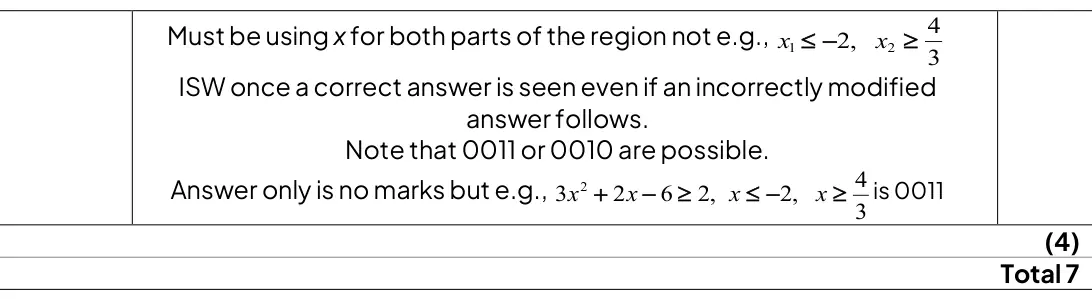 Must be using x for both parts of the region not e.g., x₁ ≤ −2, x₂ ≥ 4/3
ISW once a correct answer is seen even if an incorrectly modified
answer follows.
Note that 0011 or 0010 are possible.
Answer only is no marks but e.g., 3x² + 2x − 6 ≥ 2, x ≤ −2, x ≥ 4/3 is 0011
(4)
Total 7